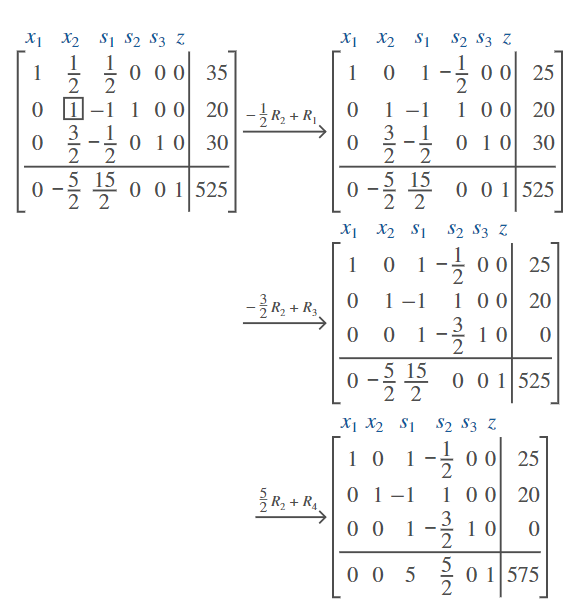 x₁ x₂ s₁ s₂ s₃ z
1 1/2 1/2 0 0 0 35
0 1 −1 1 0 0 20
0 3/2 −1/2 0 1 0 30
0 −5/2 15/2 0 0 1 525
−1/2 R₂ + R₁
x₁ x₂ s₁ s₂ s₃ z
1 0 1 −1/2 0 0 25
0 1 −1 1 0 0 20
0 3/2 −1/2 0 1 0 30
0 −5/2 15/2 0 0 1 525
−3/2 R₂ + R₃
x₁ x₂ s₁ s₂ s₃ z
1 0 1 −1/2 0 0 25
0 1 −1 1 0 0 20
0 0 1 −3/2 1 0 0
0 −5/2 15/2 0 0 1 525
5/2 R₂ + R₄
x₁ x₂ s₁ s₂ s₃ z
1 0 1 −1/2 0 0 25
0 1 −1 1 0 0 20
0 0 1 −3/2 1 0 0
0 0 5 5/2 0 1 575